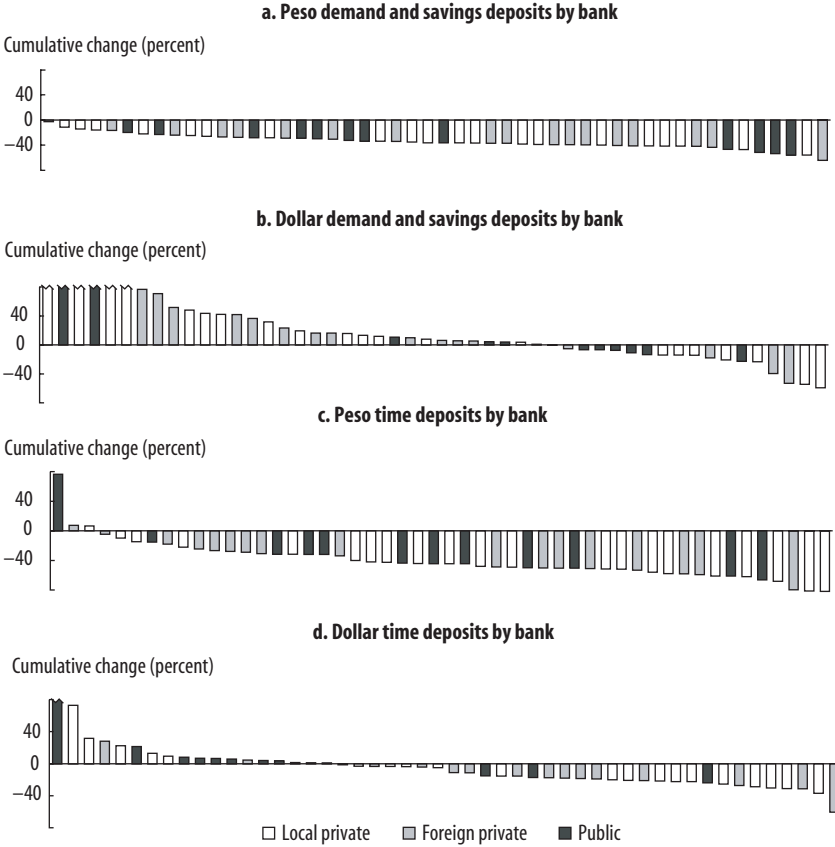 a. Peso demand and savings deposits by bank
Cumulative change (percent)
40
0
−40
b. Dollar demand and savings deposits by bank
Cumulative change (percent)
40
0
−40
c. Peso time deposits by bank
Cumulative change (percent)
40
0
−40
d. Dollar time deposits by bank
Cumulative change (percent)
40
0
−40
Local private Foreign private Public